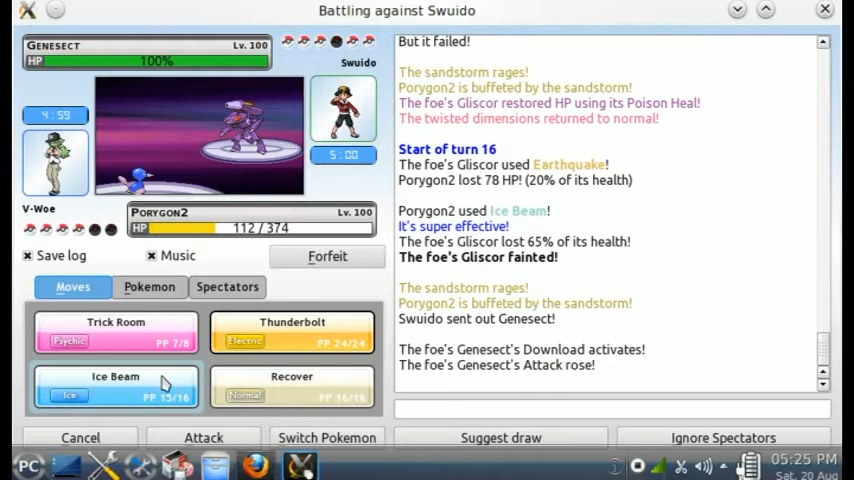 Battling against Swuido
GENESECT Lv. 100
HP 100%
Swuido
4:59
5:00
V-Woe
PORYGON2 Lv. 100
HP 112 / 374
Save log
Music
Forfeit
Moves Pokemon Spectators
Trick Room
Psychic PP 7/8
Thunderbolt
Electric PP 24/24
Ice Beam
Ice PP 15/16
Recover
Normal PP 16/16
Cancel Attack Switch Pokemon
But it failed!
The sandstorm rages!
Porygon2 is buffeted by the sandstorm!
The foe's Gliscor restored HP using its Poison Heal!
The twisted dimensions returned to normal!
Start of turn 16
The foe's Gliscor used Earthquake!
Porygon2 lost 78 HP! (20% of its health)
Porygon2 used Ice Beam!
It's super effective!
The foe's Gliscor lost 65% of its health!
The foe's Gliscor fainted!
The sandstorm rages!
Porygon2 is buffeted by the sandstorm!
Swuido sent out Genesect!
The foe's Genesect's Download activates!
The foe's Genesect's Attack rose!
Suggest draw Ignore Spectators
PC
05:25 PM
Sat, 20 Aug